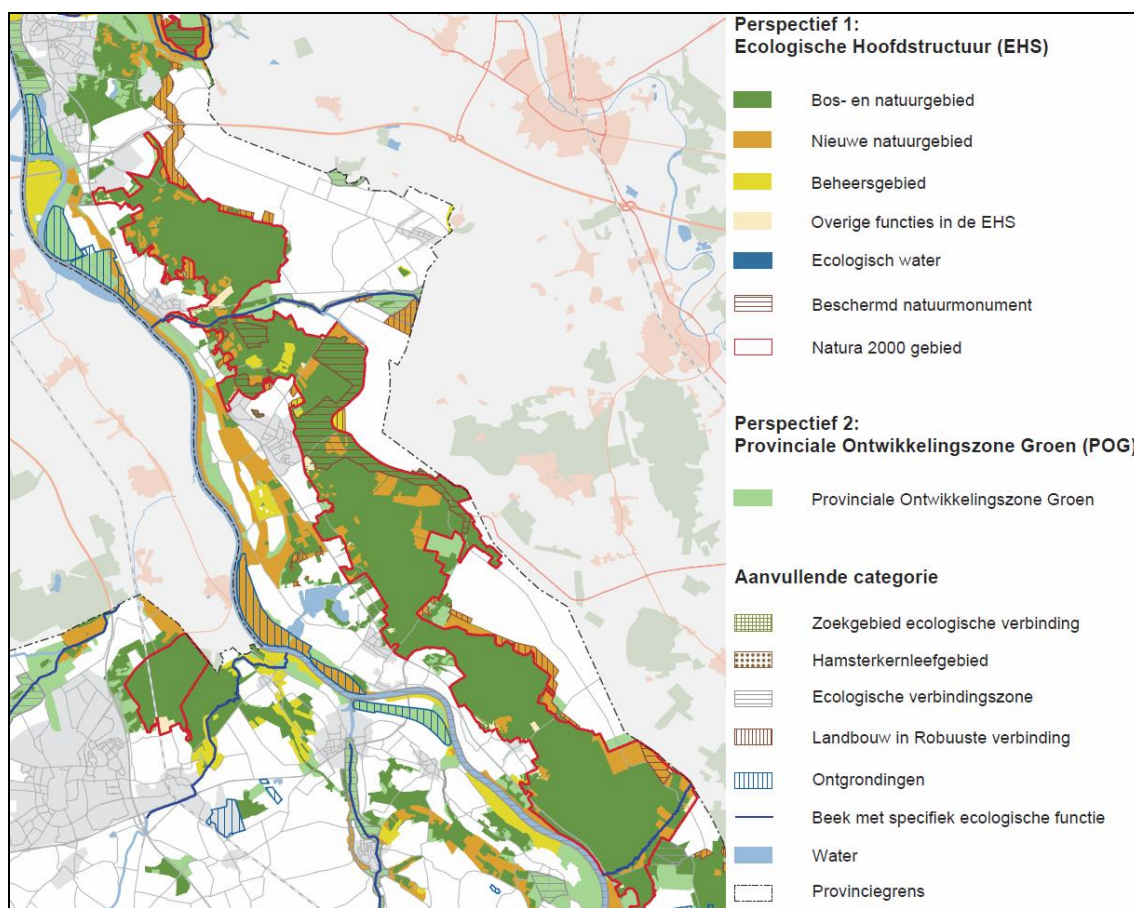 Perspectief 1:
Ecologische Hoofdstructuur (EHS)
Bos- en natuurgebied
Nieuwe natuurgebied
Beheersgebied
Overige functies in de EHS
Ecologisch water
Beschermd natuurmonument
Natura 2000 gebied
Perspectief 2:
Provinciale Ontwikkelingszone Groen (POG)
Provinciale Ontwikkelingszone Groen
Aanvullende categorie
Zoekgebied ecologische verbinding
Hamsterkernleefgebied
Ecologische verbindingszone
Landbouw in Robuuste verbinding
Ontgrondingen
Beek met specifiek ecologische functie
Water
Provinciegrens